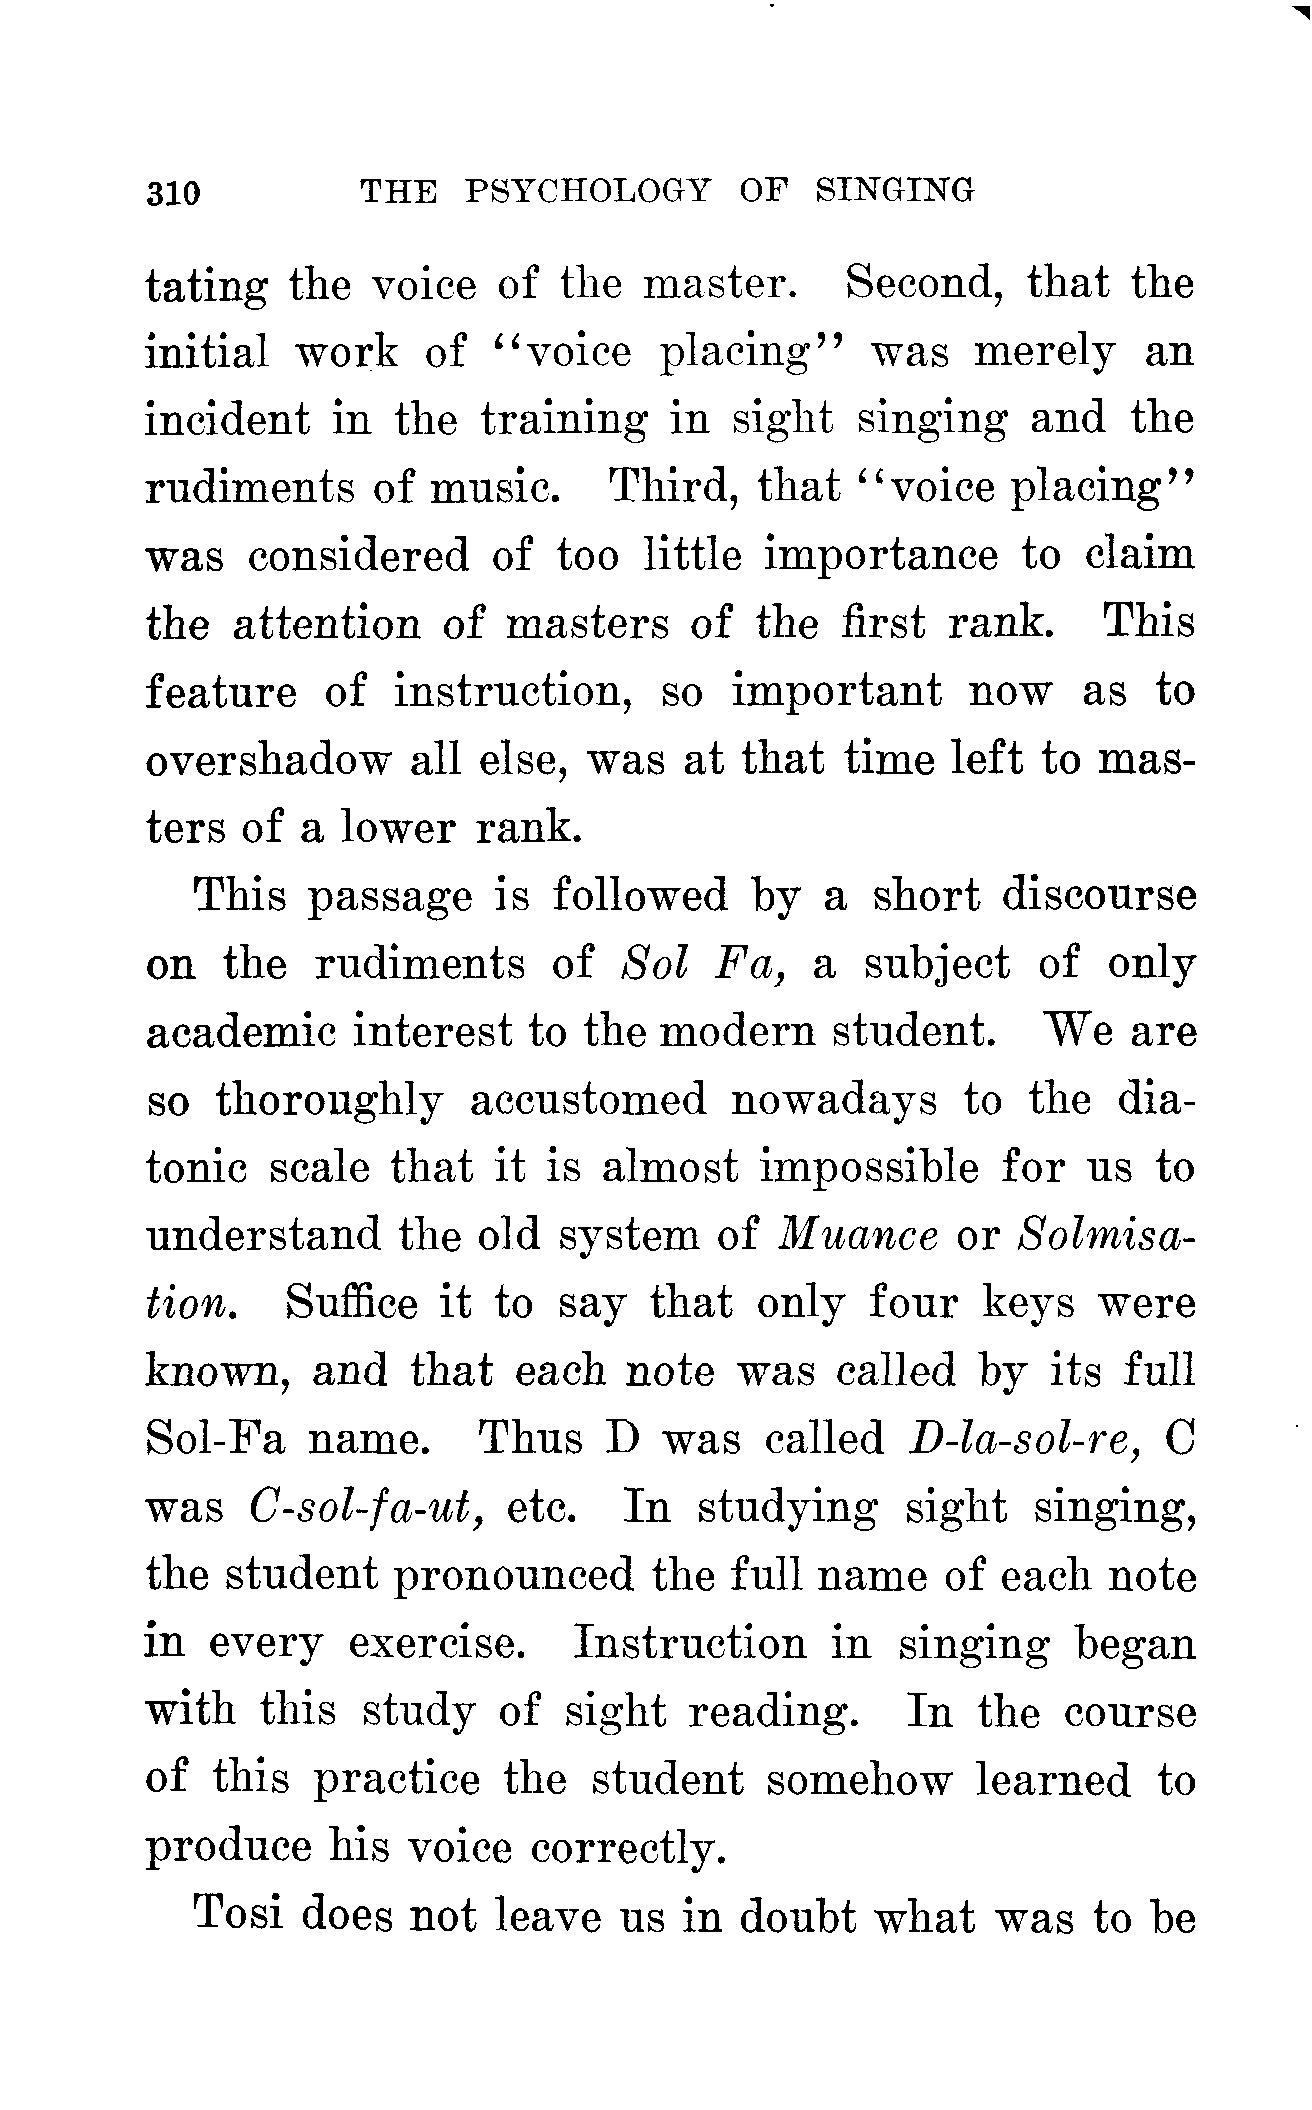 310 THE PSYCHOLOGY OF SINGING
tating the voice of the master. Second, that the
initial work of "voice placing" was merely an
incident in the training in sight singing and the
rudiments of music. Third, that "voice placing"
was considered of too little importance to claim
the attention of masters of the first rank. This
feature of instruction, so important now as to
overshadow all else, was at that time left to mas-
ters of a lower rank.
This passage is followed by a short discourse
on the rudiments of Sol Fa, a subject of only
academic interest to the modern student. We are
so thoroughly accustomed nowadays to the dia-
tonic scale that it is almost impossible for us to
understand the old system of Muance or Solmisa-
tion. Suffice it to say that only four keys were
known, and that each note was called by its full
Sol-Fa name. Thus D was called D-la-sol-re, C
was C-sol-fa-ut, etc. In studying sight singing,
the student pronounced the full name of each note
in every exercise. Instruction in singing began
with this study of sight reading. In the course
of this practice the student somehow learned to
produce his voice correctly.
Tosi does not leave us in doubt what was to be